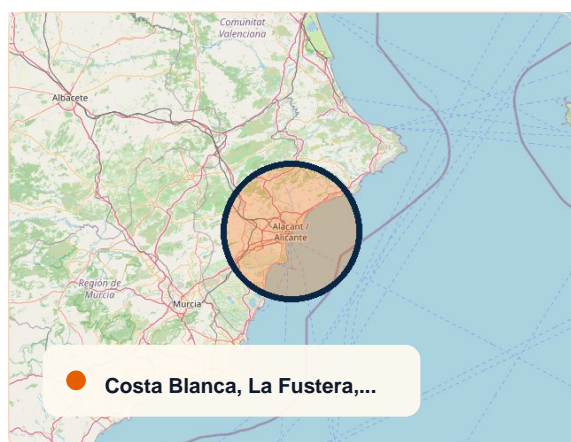 Comunitat
Valenciana
Albacete
Alacant /
Alicante
Región de
Murcia
Murcia
Costa Blanca, La Fustera,...